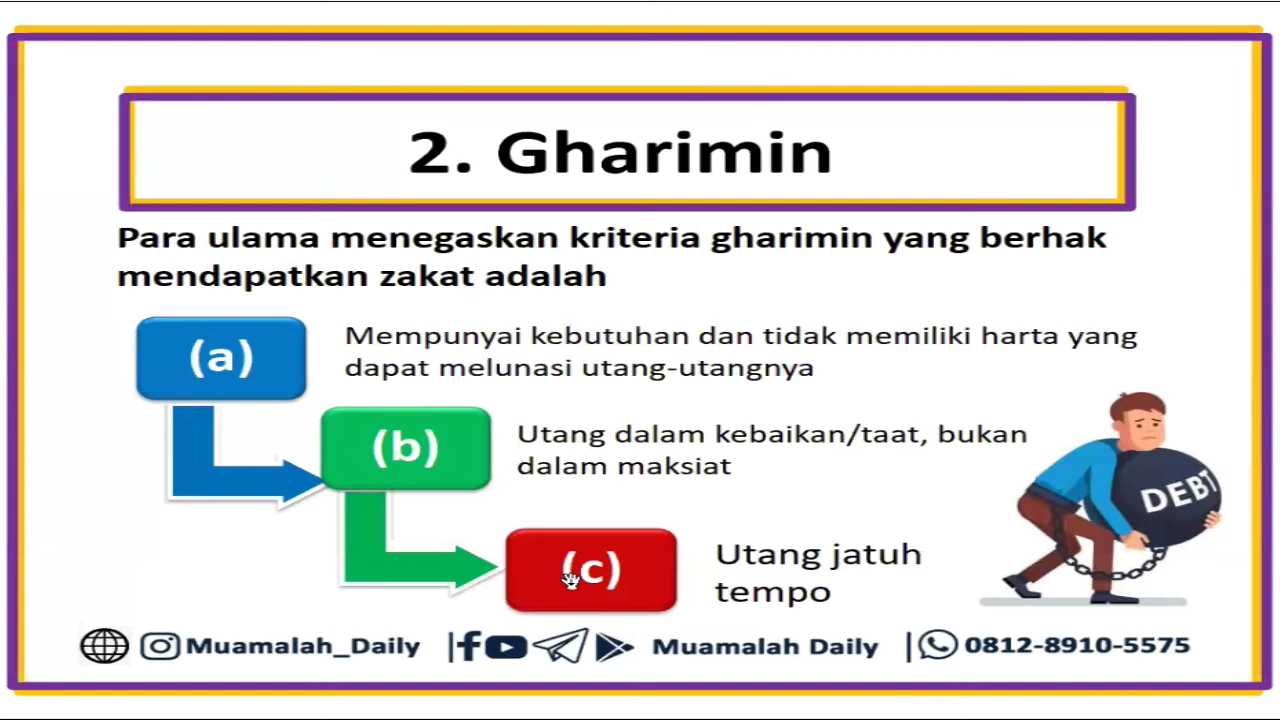 2. Gharimin
Para ulama menegaskan kriteria gharimin yang berhak
mendapatkan zakat adalah
(a)
Mempunyai kebutuhan dan tidak memiliki harta yang
dapat melunasi utang-utangnya
(b)
Utang dalam kebaikan/taat, bukan
dalam maksiat
DEBT
(c)
Utang jatuh
tempo
Muamalah_Daily | Muamalah Daily | 0812-8910-5575